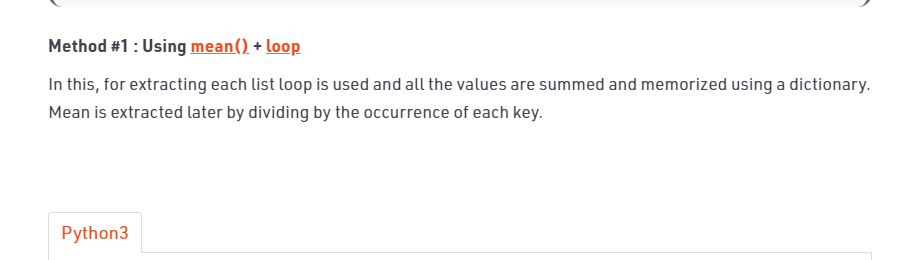 Method #1 : Using mean() + loop
In this, for extracting each list loop is used and all the values are summed and memorized using a dictionary.
Mean is extracted later by dividing by the occurrence of each key.
Python3